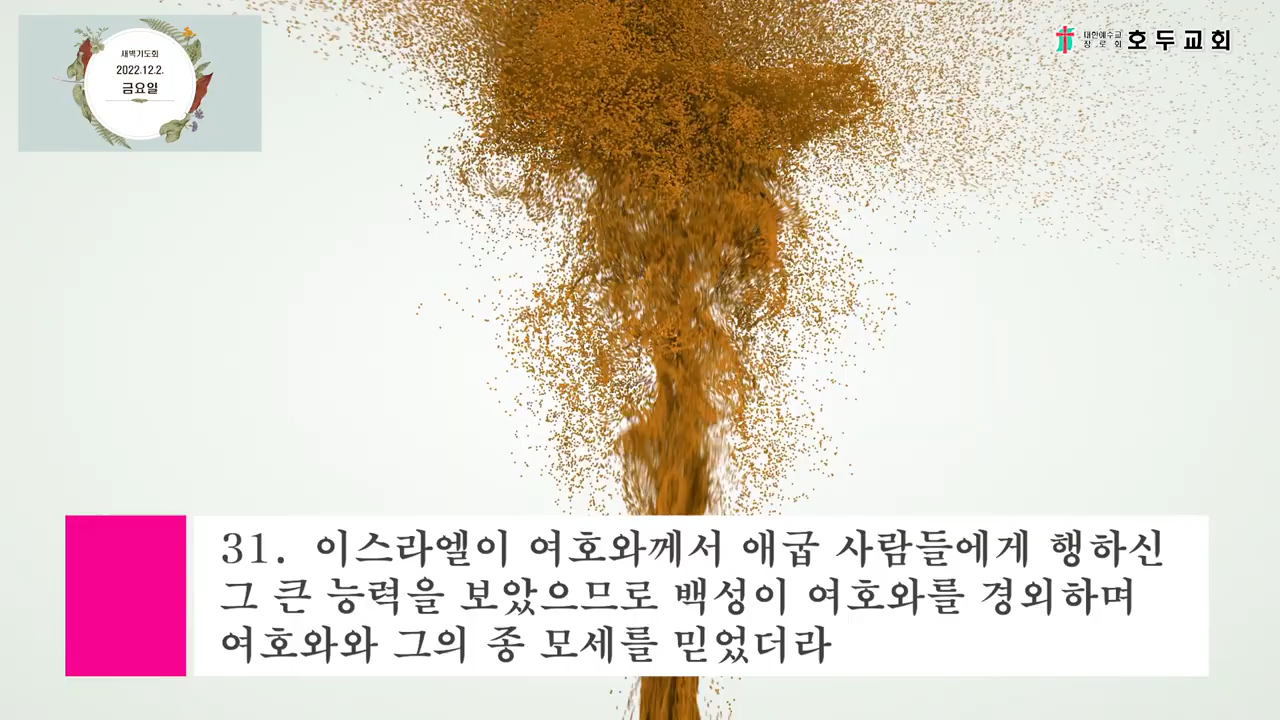 새벽기도회
2022.12.2.
금요일
대한예수교
장로회
호두교회
31. 이스라엘이 여호와께서 애굽 사람들에게 행하신
그 큰 능력을 보았으므로 백성이 여호와를 경외하며
여호와와 그의 종 모세를 믿었더라